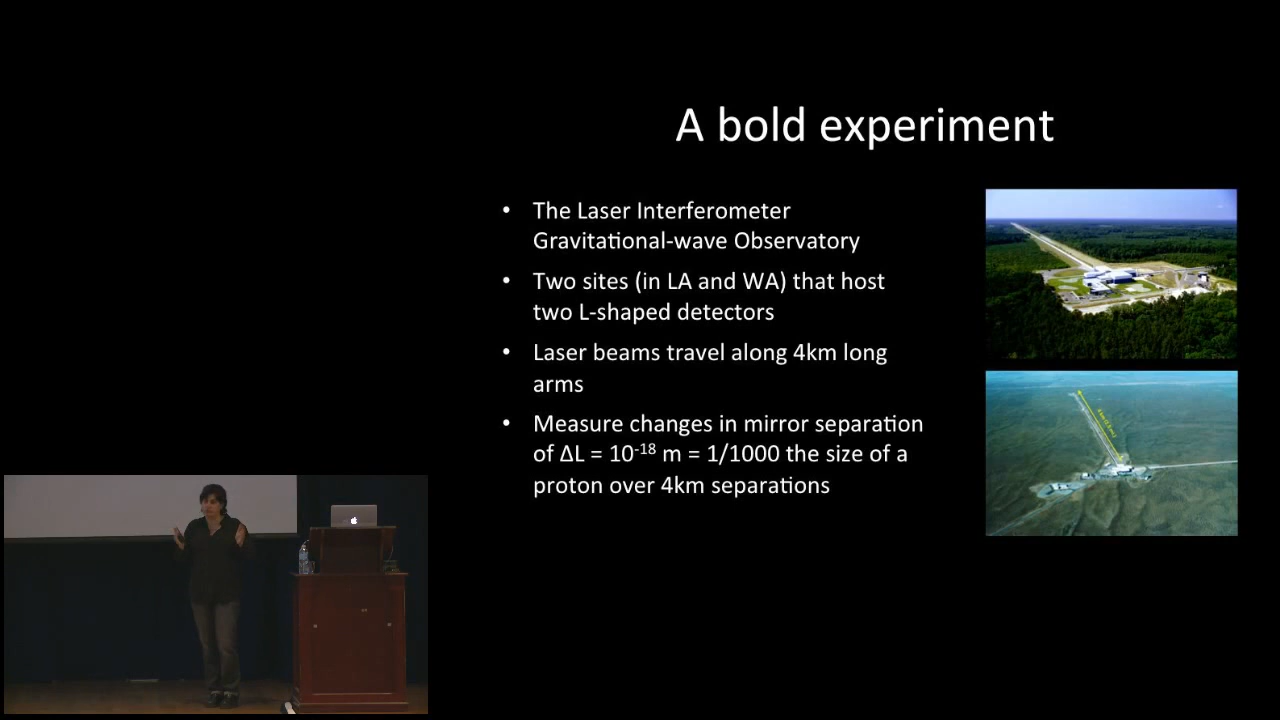 A bold experiment
• The Laser Interferometer
Gravitational-wave Observatory
• Two sites (in LA and WA) that host
two L-shaped detectors
• Laser beams travel along 4km long
arms
• Measure changes in mirror separation
of ΔL = 10⁻¹⁸ m = 1/1000 the size of a
proton over 4km separations